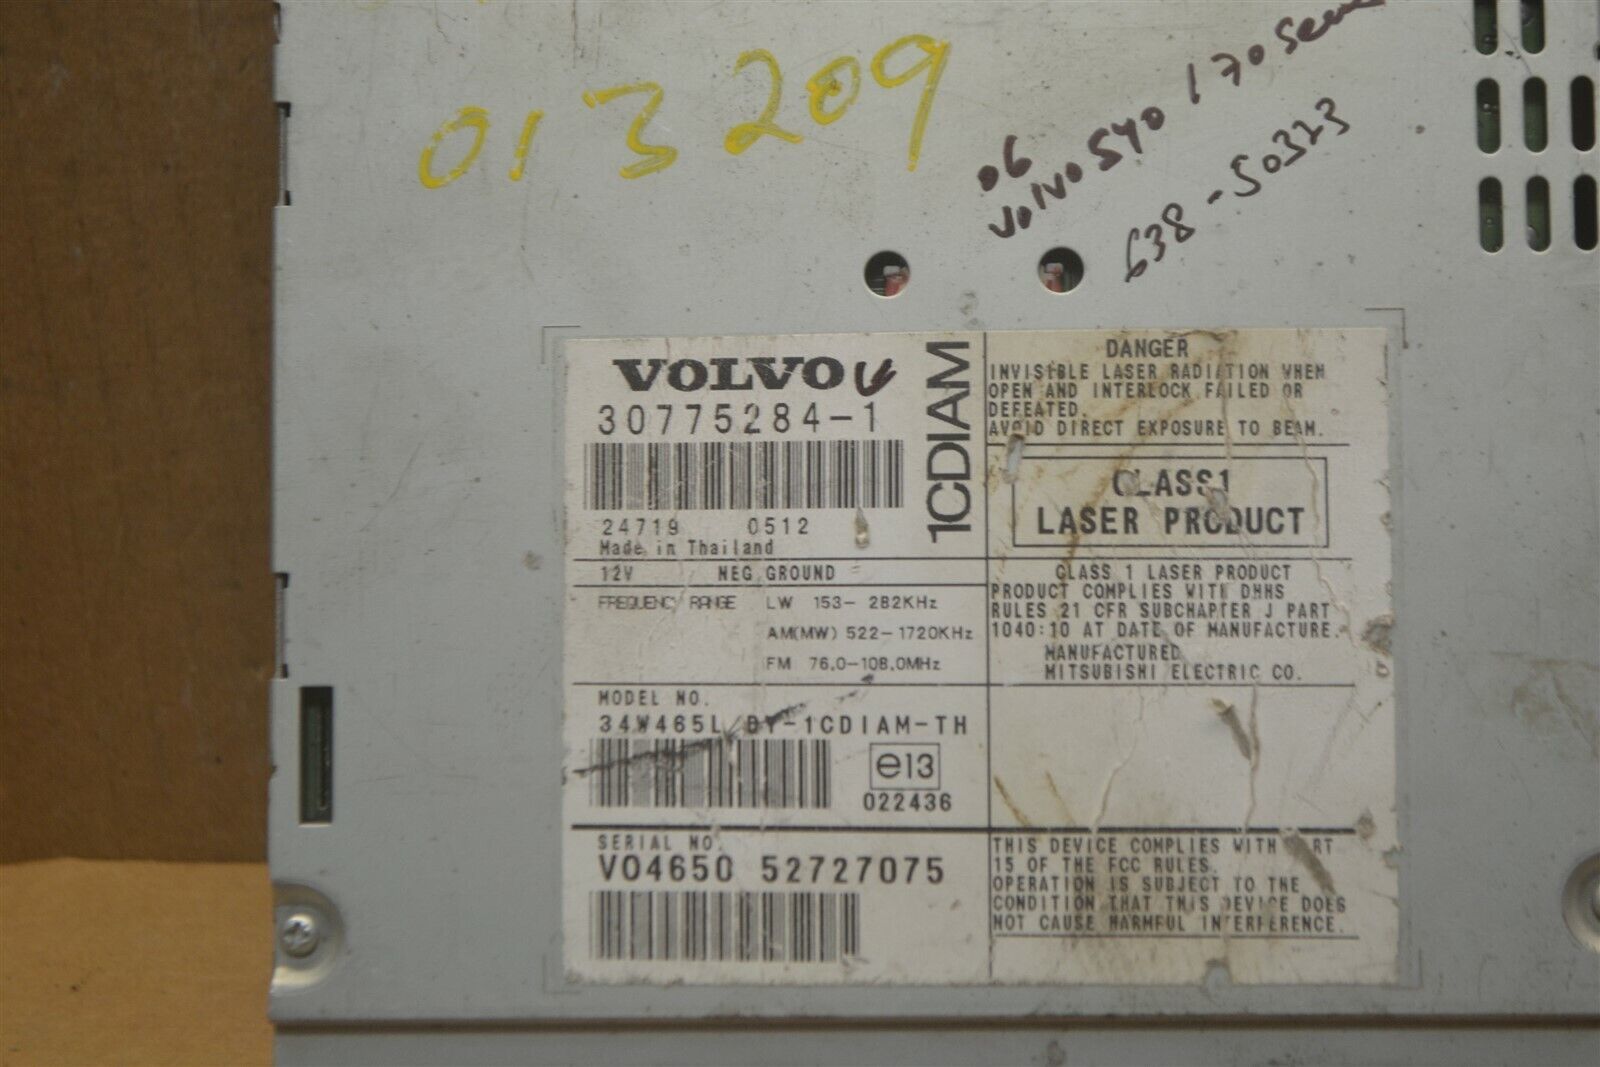 013209
06
VOLVO S40 170
638-50323
VOLVO
30775284-1
24719 0512
Made in Thailand
1CDIAM
12V NEG GROUND
FREQUENCY RANGE LW 153- 282KHz
AM(MW) 522-1720KHz
FM 76.0-108.0MHz
MODEL NO.
34W465L DY-1CDIAM-TH
e13
022436
SERIAL NO.
V04650 52727075
DANGER
INVISIBLE LASER RADIATION WHEN
OPEN AND INTERLOCK FAILED OR
DEFEATED.
AVOID DIRECT EXPOSURE TO BEAM.
CLASS1
LASER PRODUCT
CLASS 1 LASER PRODUCT
PRODUCT COMPLIES WITH DHHS
RULES 21 CFR SUBCHAPTER J PART
1040:10 AT DATE OF MANUFACTURE.
MANUFACTURED
MITSUBISHI ELECTRIC CO.
THIS DEVICE COMPLIES WITH PART
15 OF THE FCC RULES.
OPERATION IS SUBJECT TO THE
CONDITION THAT THIS DEVICE DOES
NOT CAUSE HARMFUL INTERFERENCE.